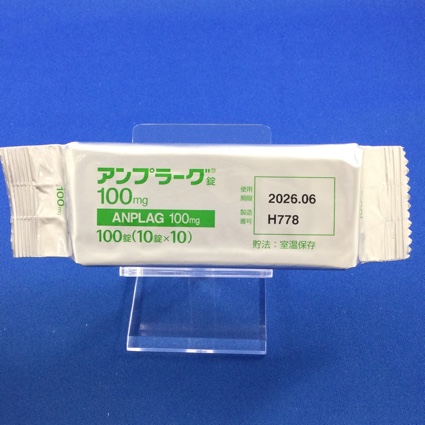 アンプラーグ®錠
100mg
ANPLAG 100mg
100錠(10錠×10)
使用期限 2026.06
製造番号 H778
貯法：室温保存
100mg